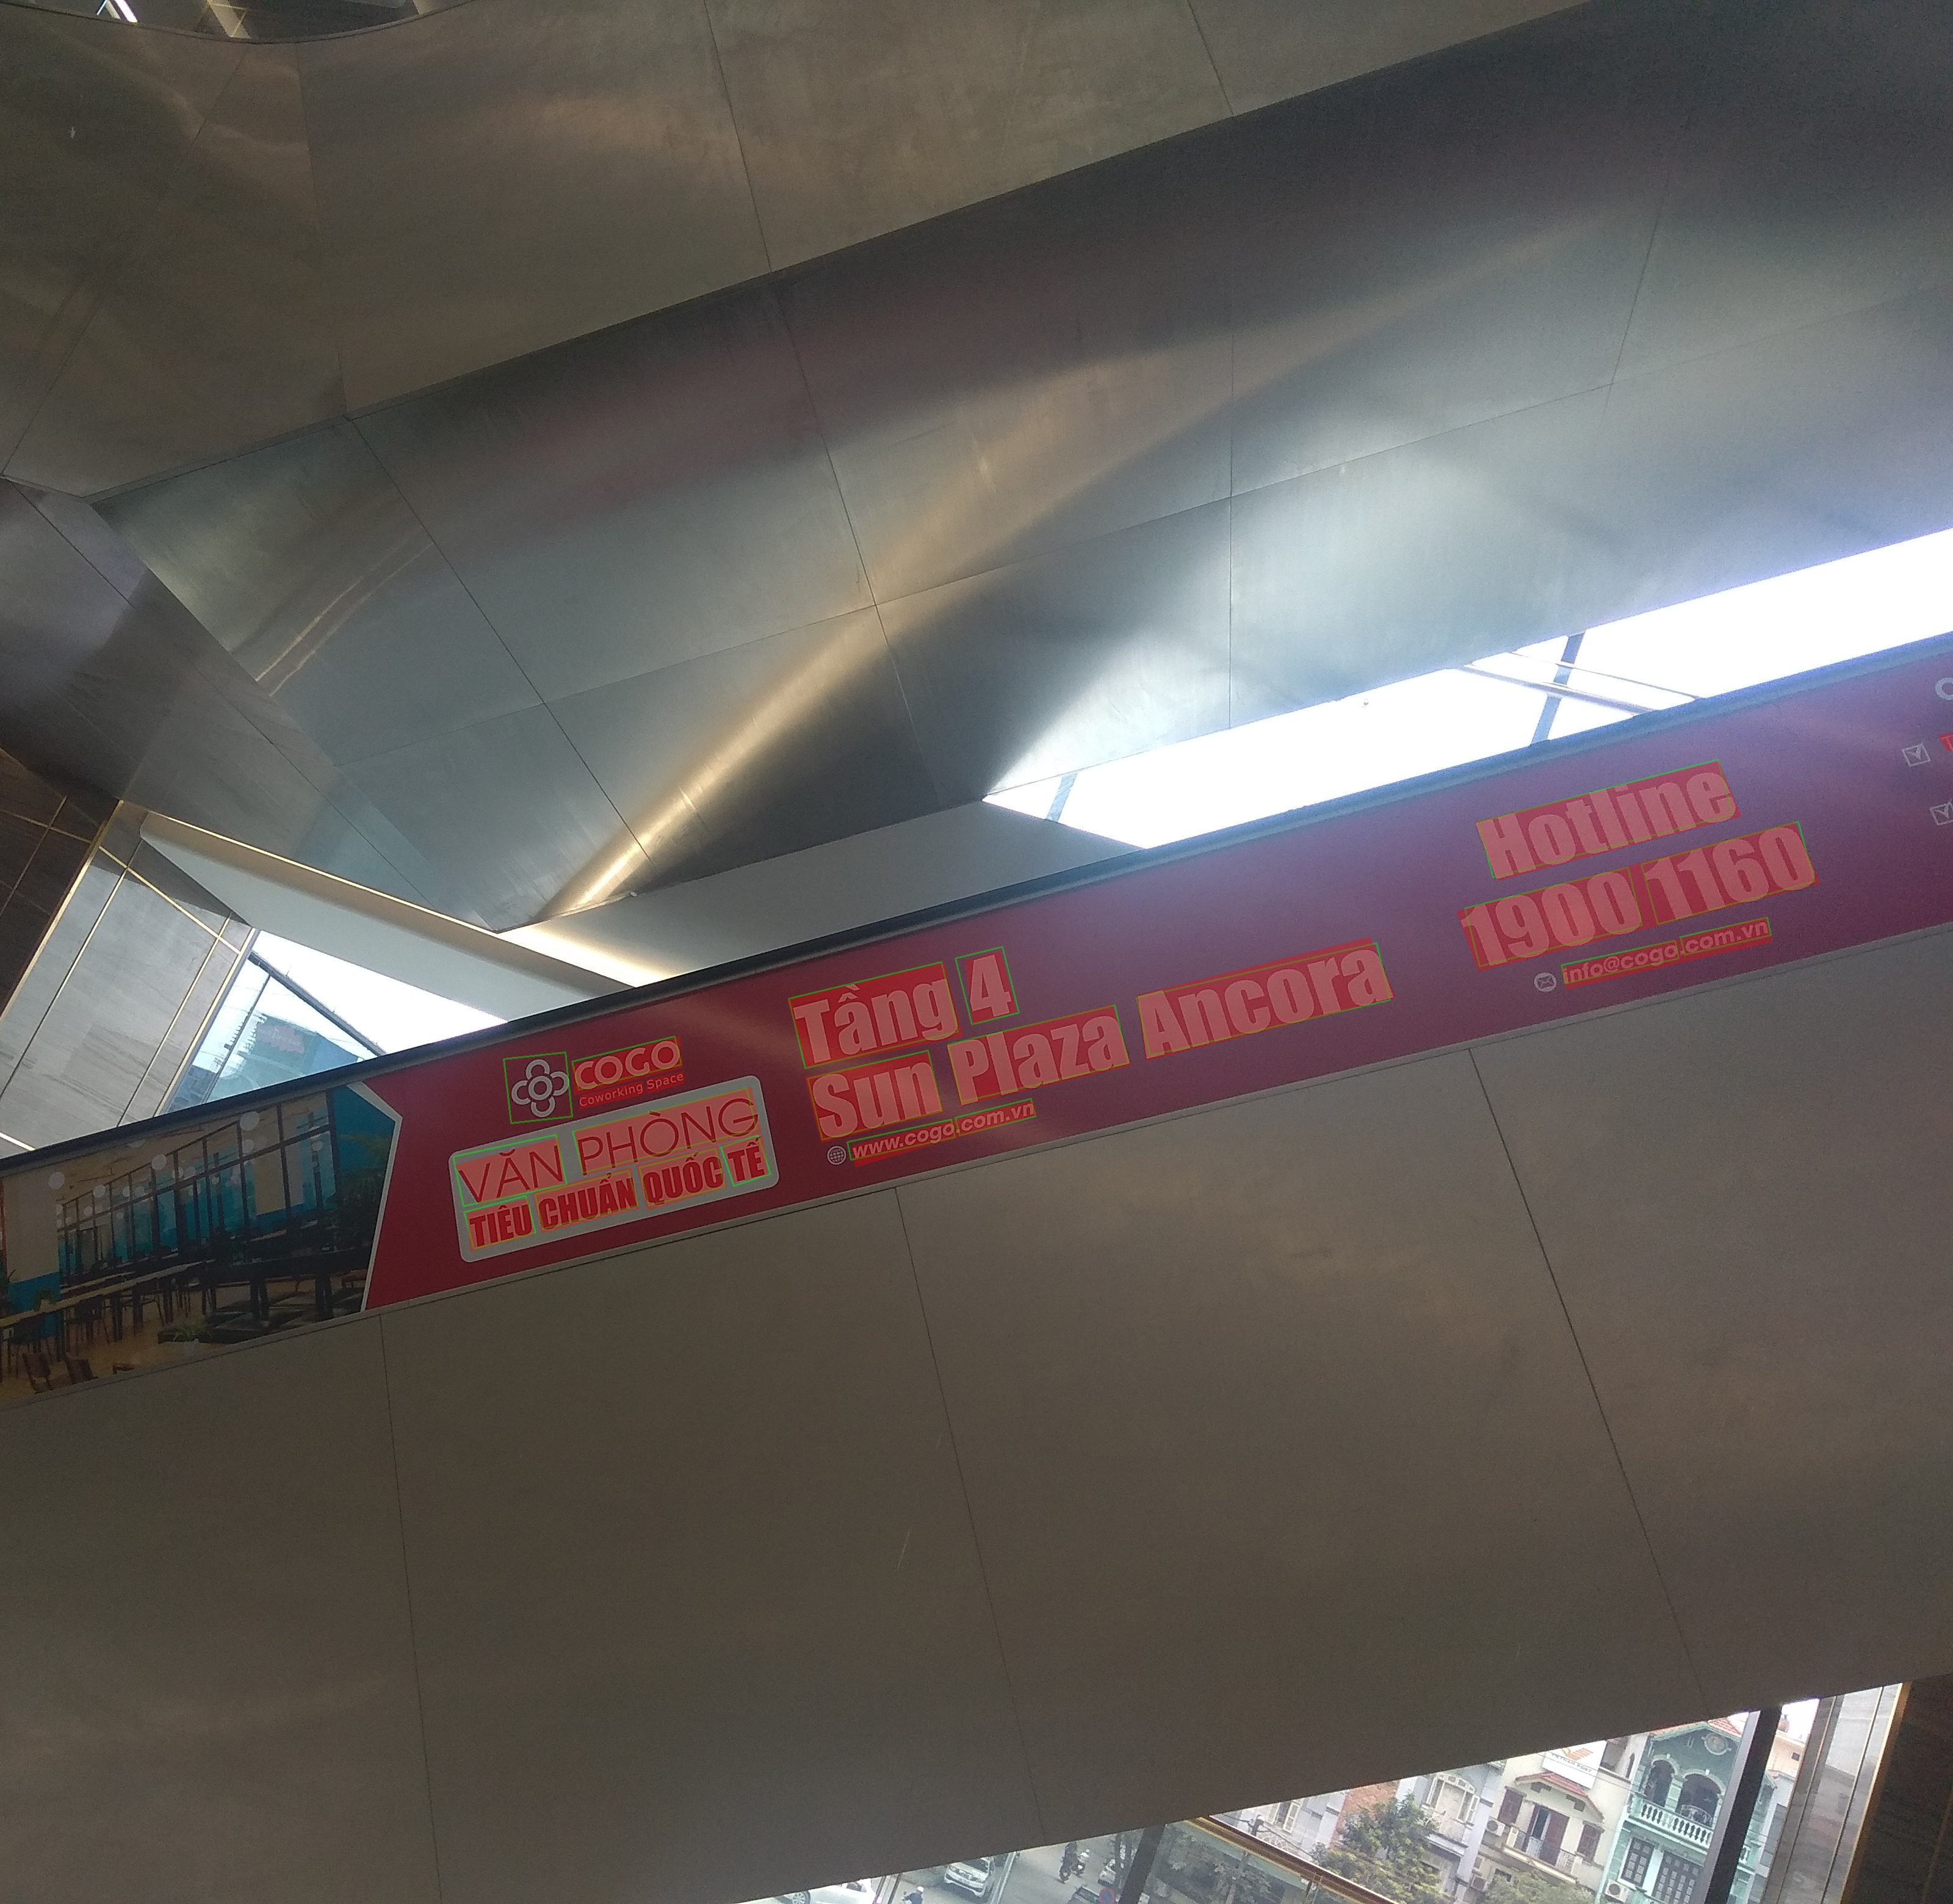 COGO
Coworking Space
VĂN PHÒNG
TIÊU CHUẨN QUỐC TẾ
Tầng 4
Sun Plaza Ancora
www.cogo.com.vn
Hotline
1900 1160
info@cogo.com.vn